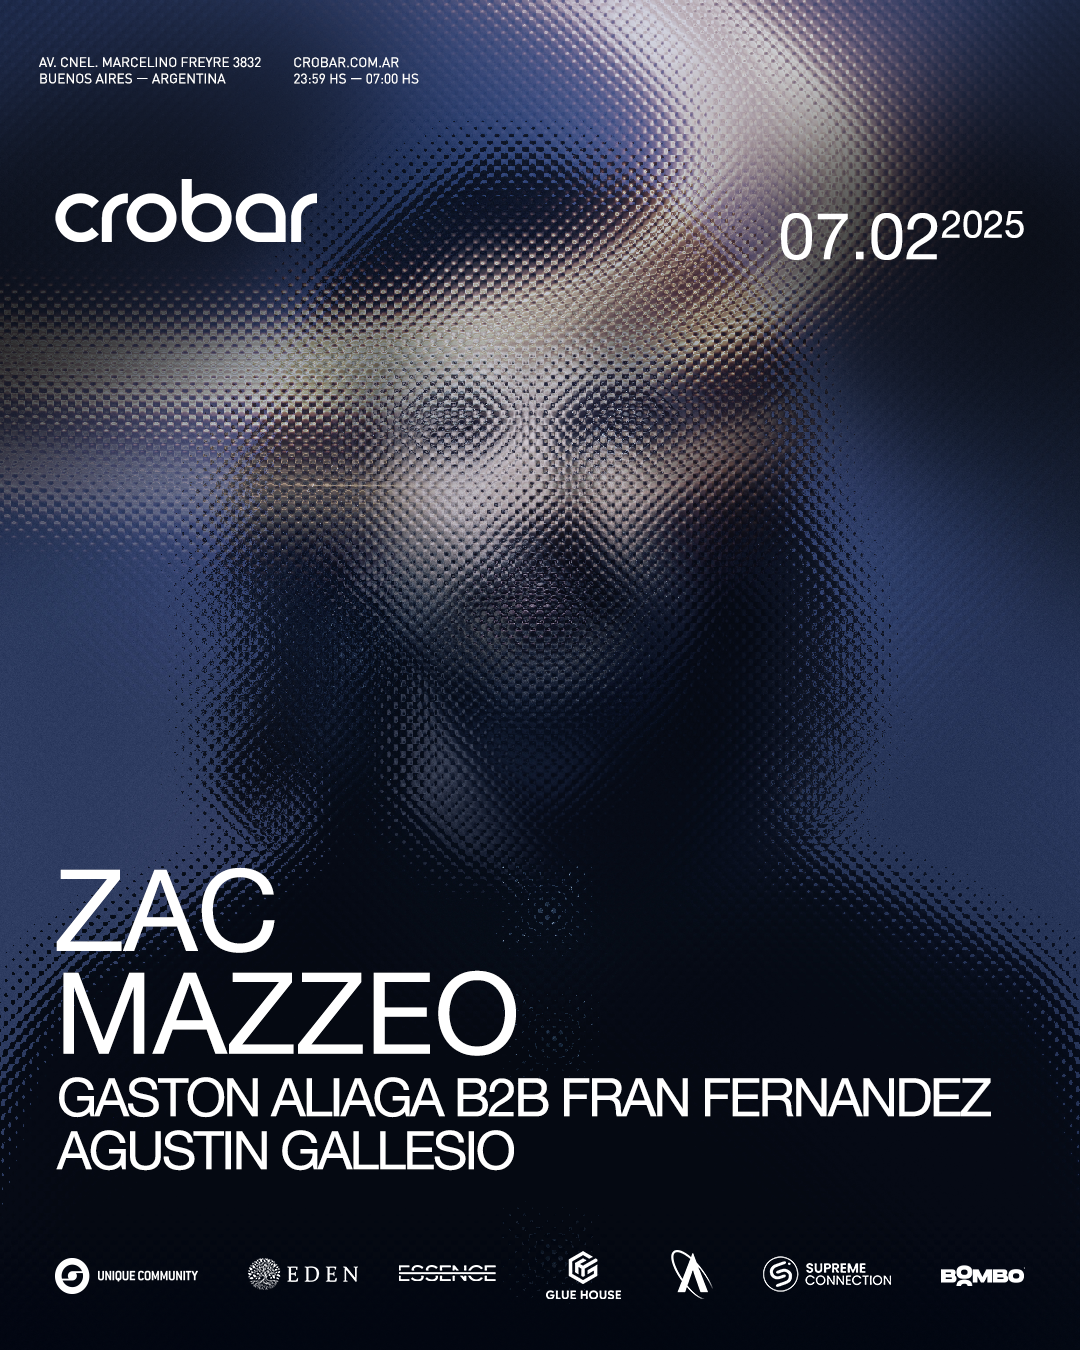 AV. CNEL. MARCELINO FREYRE 3832
BUENOS AIRES — ARGENTINA
CROBAR.COM.AR
23:59 HS — 07:00 HS
crobar
07.02 2025
ZAC
MAZZEO
GASTON ALIAGA B2B FRAN FERNANDEZ
AGUSTIN GALLESIO
UNIQUE COMMUNITY
EDEN
ESSENCE
GLUE HOUSE
SUPREME
CONNECTION
BOMBO